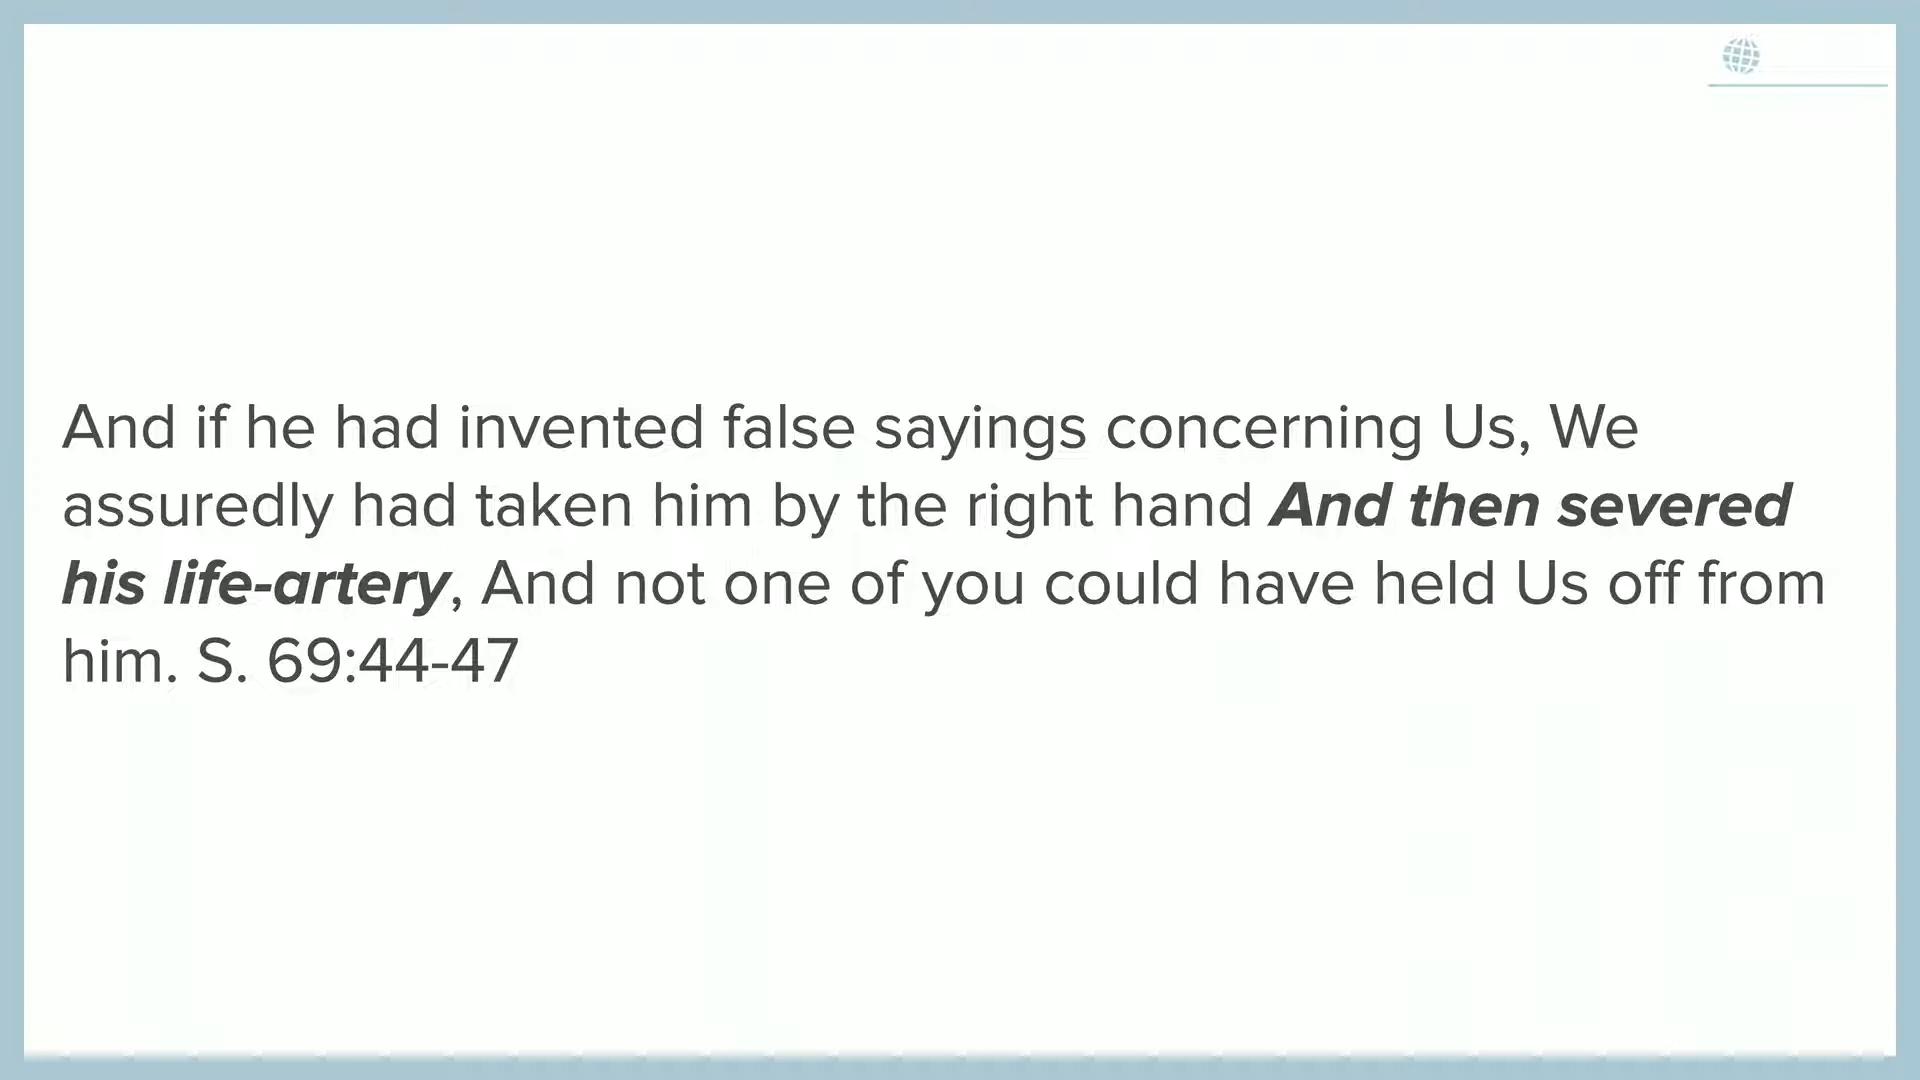 And if he had invented false sayings concerning Us, We
assuredly had taken him by the right hand And then severed
his life-artery, And not one of you could have held Us off from
him. S. 69:44-47